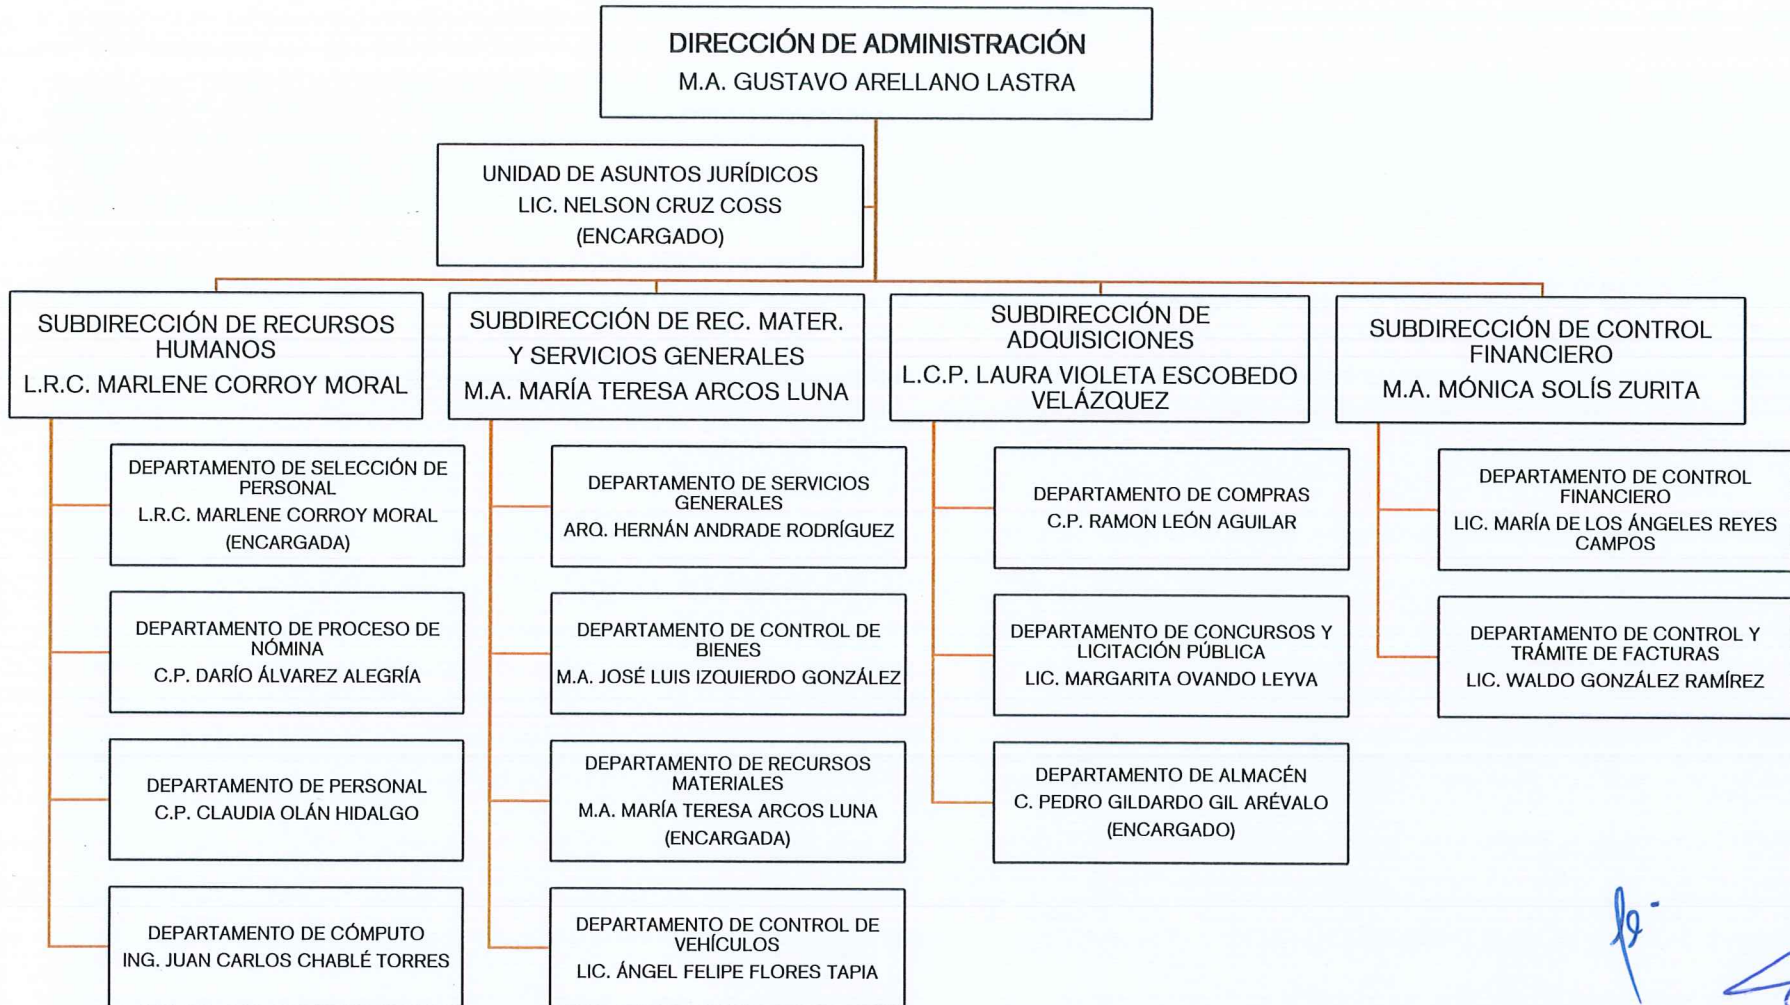 DIRECCIÓN DE ADMINISTRACIÓN
M.A. GUSTAVO ARELLANO LASTRA
UNIDAD DE ASUNTOS JURÍDICOS
LIC. NELSON CRUZ COSS
(ENCARGADO)
SUBDIRECCIÓN DE RECURSOS
HUMANOS
L.R.C. MARLENE CORROY MORAL
SUBDIRECCIÓN DE REC. MATER.
Y SERVICIOS GENERALES
M.A. MARÍA TERESA ARCOS LUNA
SUBDIRECCIÓN DE
ADQUISICIONES
L.C.P. LAURA VIOLETA ESCOBEDO
VELÁZQUEZ
SUBDIRECCIÓN DE CONTROL
FINANCIERO
M.A. MÓNICA SOLÍS ZURITA
DEPARTAMENTO DE SELECCIÓN DE
PERSONAL
L.R.C. MARLENE CORROY MORAL
(ENCARGADA)
DEPARTAMENTO DE PROCESO DE
NÓMINA
C.P. DARÍO ÁLVAREZ ALEGRÍA
DEPARTAMENTO DE PERSONAL
C.P. CLAUDIA OLÁN HIDALGO
DEPARTAMENTO DE CÓMPUTO
ING. JUAN CARLOS CHABLÉ TORRES
DEPARTAMENTO DE SERVICIOS
GENERALES
ARQ. HERNÁN ANDRADE RODRÍGUEZ
DEPARTAMENTO DE CONTROL DE
BIENES
M.A. JOSÉ LUIS IZQUIERDO GONZÁLEZ
DEPARTAMENTO DE RECURSOS
MATERIALES
M.A. MARÍA TERESA ARCOS LUNA
(ENCARGADA)
DEPARTAMENTO DE CONTROL DE
VEHÍCULOS
LIC. ÁNGEL FELIPE FLORES TAPIA
DEPARTAMENTO DE COMPRAS
C.P. RAMON LEÓN AGUILAR
DEPARTAMENTO DE CONCURSOS Y
LICITACIÓN PÚBLICA
LIC. MARGARITA OVANDO LEYVA
DEPARTAMENTO DE ALMACÉN
C. PEDRO GILDARDO GIL ARÉVALO
(ENCARGADO)
DEPARTAMENTO DE CONTROL
FINANCIERO
LIC. MARÍA DE LOS ÁNGELES REYES
CAMPOS
DEPARTAMENTO DE CONTROL Y
TRÁMITE DE FACTURAS
LIC. WALDO GONZÁLEZ RAMÍREZ